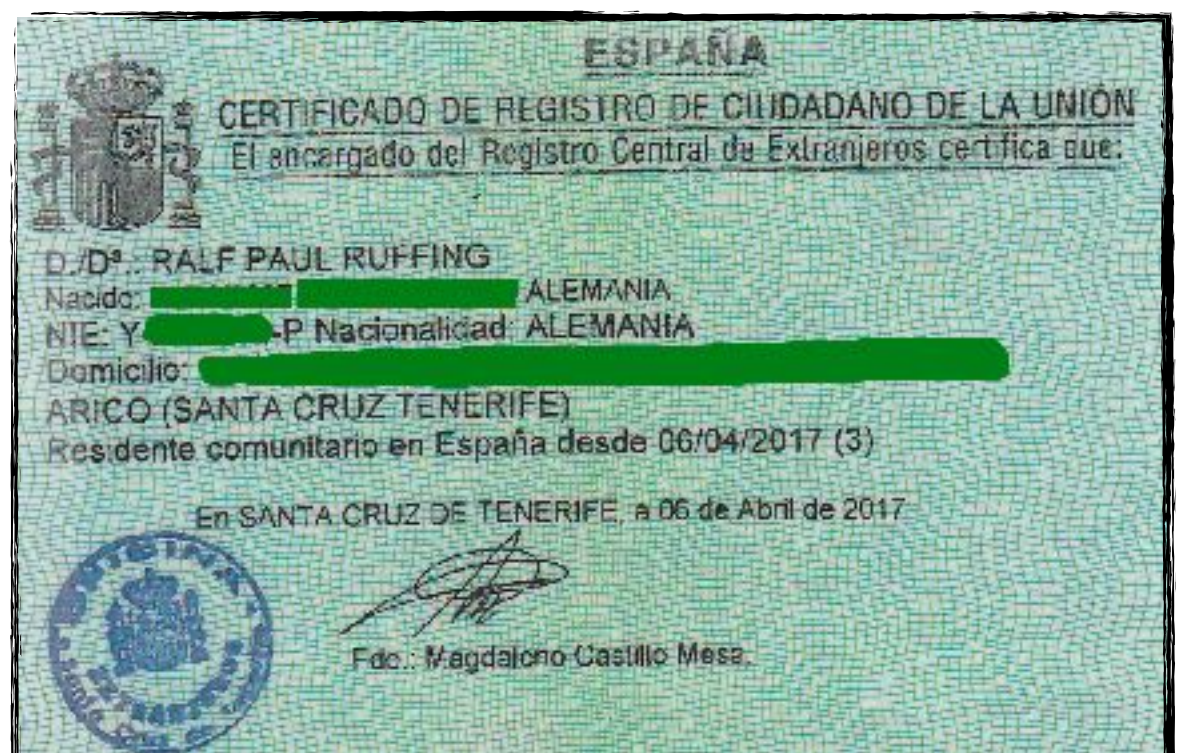 ESPAÑA
CERTIFICADO DE REGISTRO DE CIUDADANO DE LA UNIÓN
El encargado del Registro Central de Extranjeros certifica que:
D./Dª.: RALF PAUL RUFFING
Nacido: ALEMANIA
NIE: Y- -P Nacionalidad: ALEMANIA
Domicilio:
ARICO (SANTA CRUZ TENERIFE)
Residente comunitario en España desde 06/04/2017 (3)
En SANTA CRUZ DE TENERIFE, a 06 de Abril de 2017
Fdo.: Magdaleno Castillo Mesa.
OFICINA